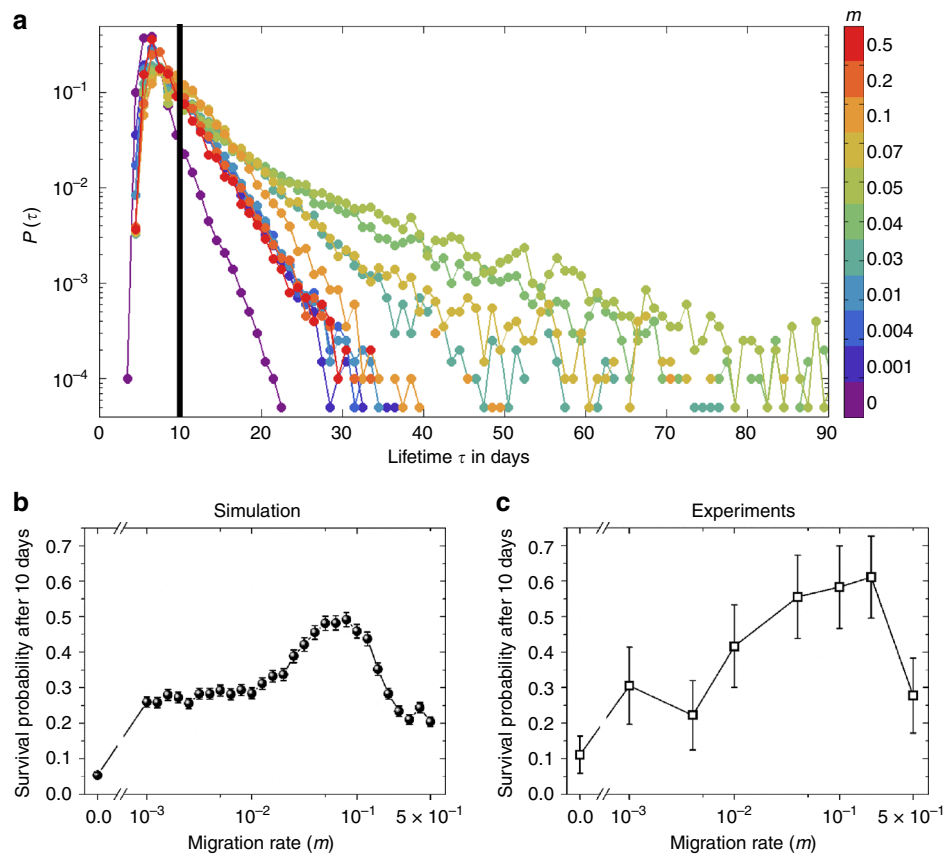 a
m
10⁻¹
10⁻²
10⁻³
10⁻⁴
P (τ)
0 10 20 30 40 50 60 70 80 90
Lifetime τ in days
0.5
0.2
0.1
0.07
0.05
0.04
0.03
0.01
0.004
0.001
0
b
Simulation
0.7
0.6
0.5
0.4
0.3
0.2
0.1
0.0
Survival probability after 10 days
0.0 10⁻³ 10⁻² 10⁻¹ 5 × 10⁻¹
Migration rate (m)
c
Experiments
0.7
0.6
0.5
0.4
0.3
0.2
0.1
0.0
Survival probability after 10 days
0.0 10⁻³ 10⁻² 10⁻¹ 5 × 10⁻¹
Migration rate (m)